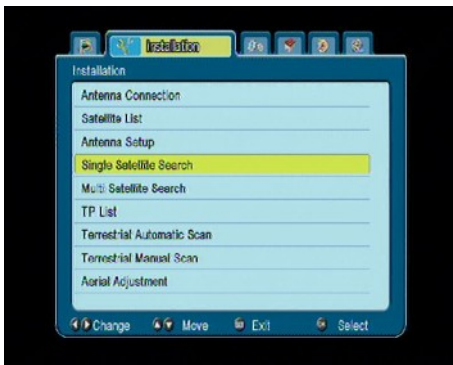 Installation
Installation
Antenna Connection
Satellite List
Antenna Setup
Single Satellite Search
Multi Satellite Search
TP List
Terrestrial Automatic Scan
Terrestrial Manual Scan
Aerial Adjustment
Change Move Exit Select